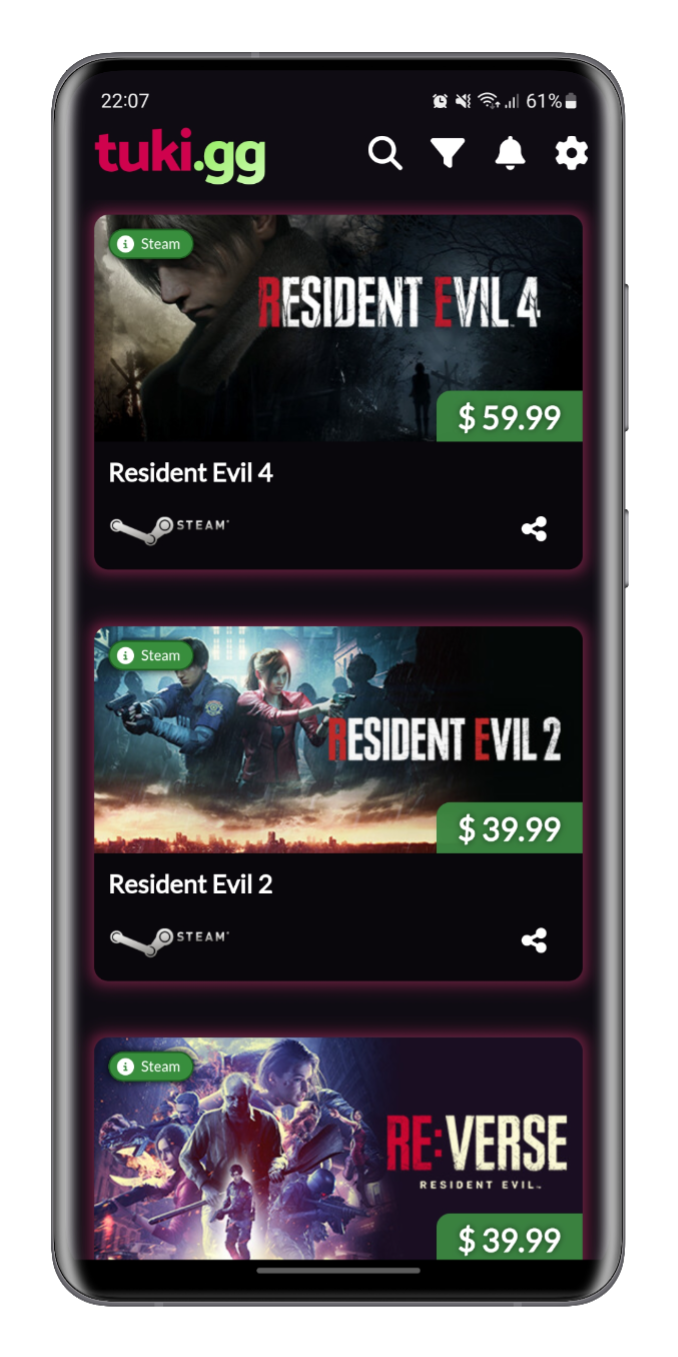 22:07
61%
tuki.gg
Steam
RESIDENT EVIL 4
$ 59.99
Resident Evil 4
STEAM
Steam
RESIDENT EVIL 2
$ 39.99
Resident Evil 2
STEAM
Steam
RE:VERSE
RESIDENT EVIL™
$ 39.99